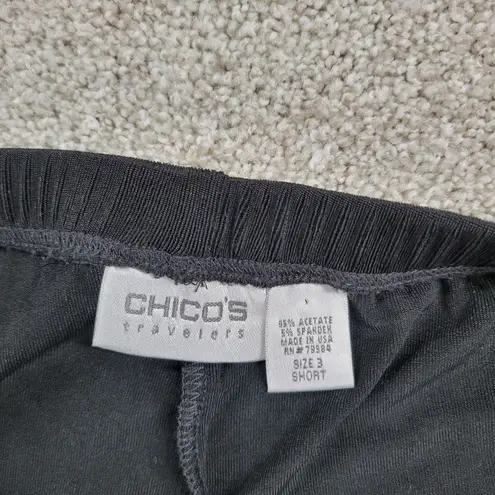 CHICO'S
travelers
95% ACETATE
5% SPANDEX
MADE IN USA
RN# 79984
SIZE 3
SHORT